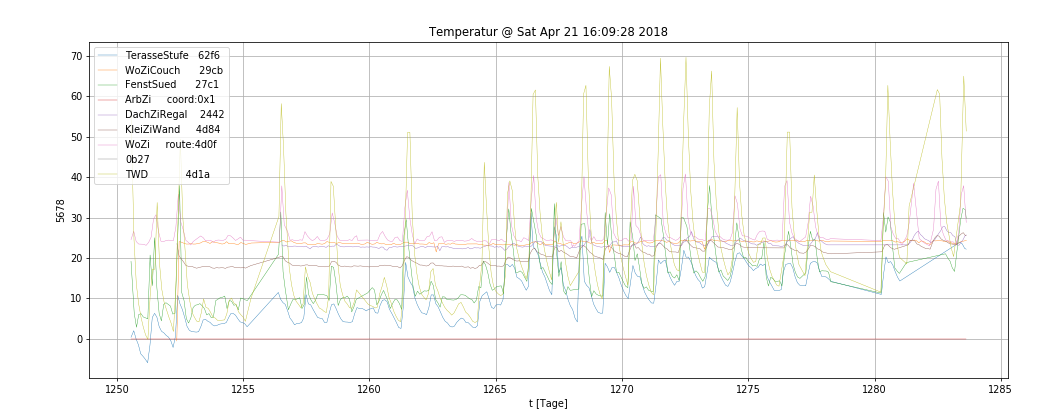 Temperatur @ Sat Apr 21 16:09:28 2018
70
60
50
40
30
20
10
0
5678
TerasseStufe 62f6
WoZiCouch 29cb
FenstSued 27c1
ArbZi coord:0x1
DachZiRegal 2442
KleiZiWand 4d84
WoZi route:4d0f
0b27
TWD 4d1a
1250 1255 1260 1265 1270 1275 1280 1285
t [Tage]